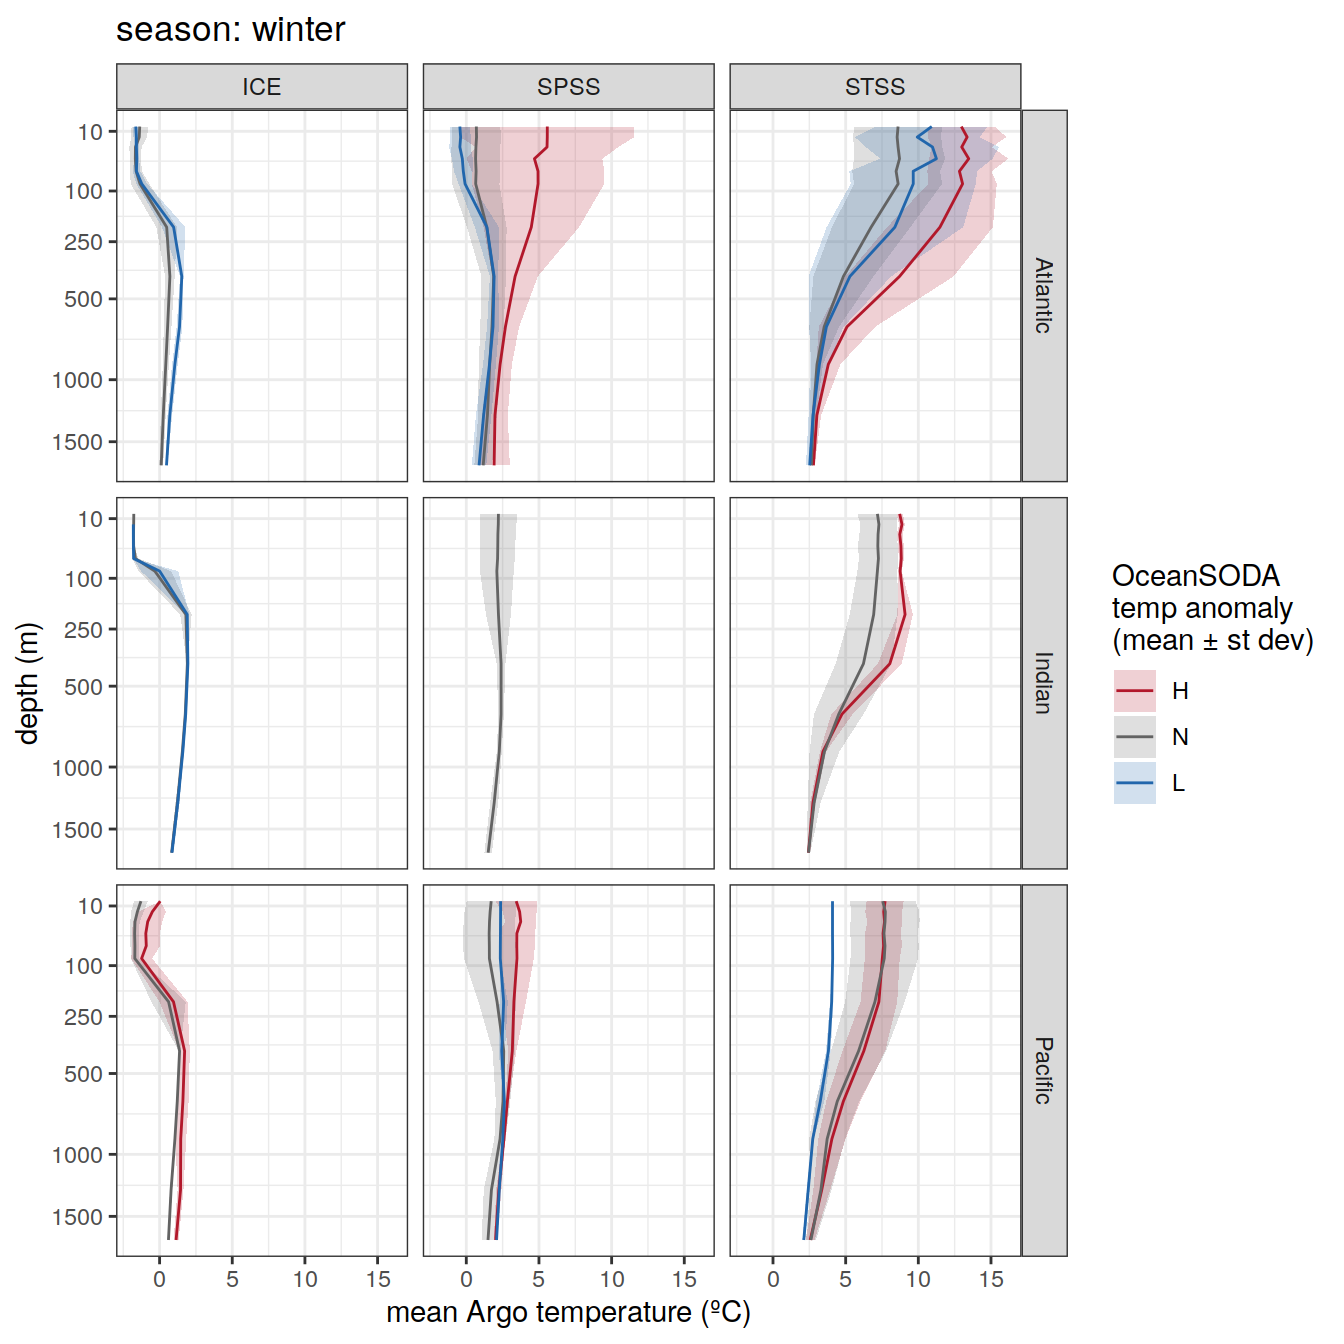 season: winter
ICE SPSS STSS
10
100
250
500
1000
1500
Atlantic
10
100
250
500
1000
1500
Indian
10
100
250
500
1000
1500
Pacific
depth (m)
0 5 10 15 0 5 10 15 0 5 10 15
mean Argo temperature (ºC)
OceanSODA
temp anomaly
(mean ± st dev)
H
N
L